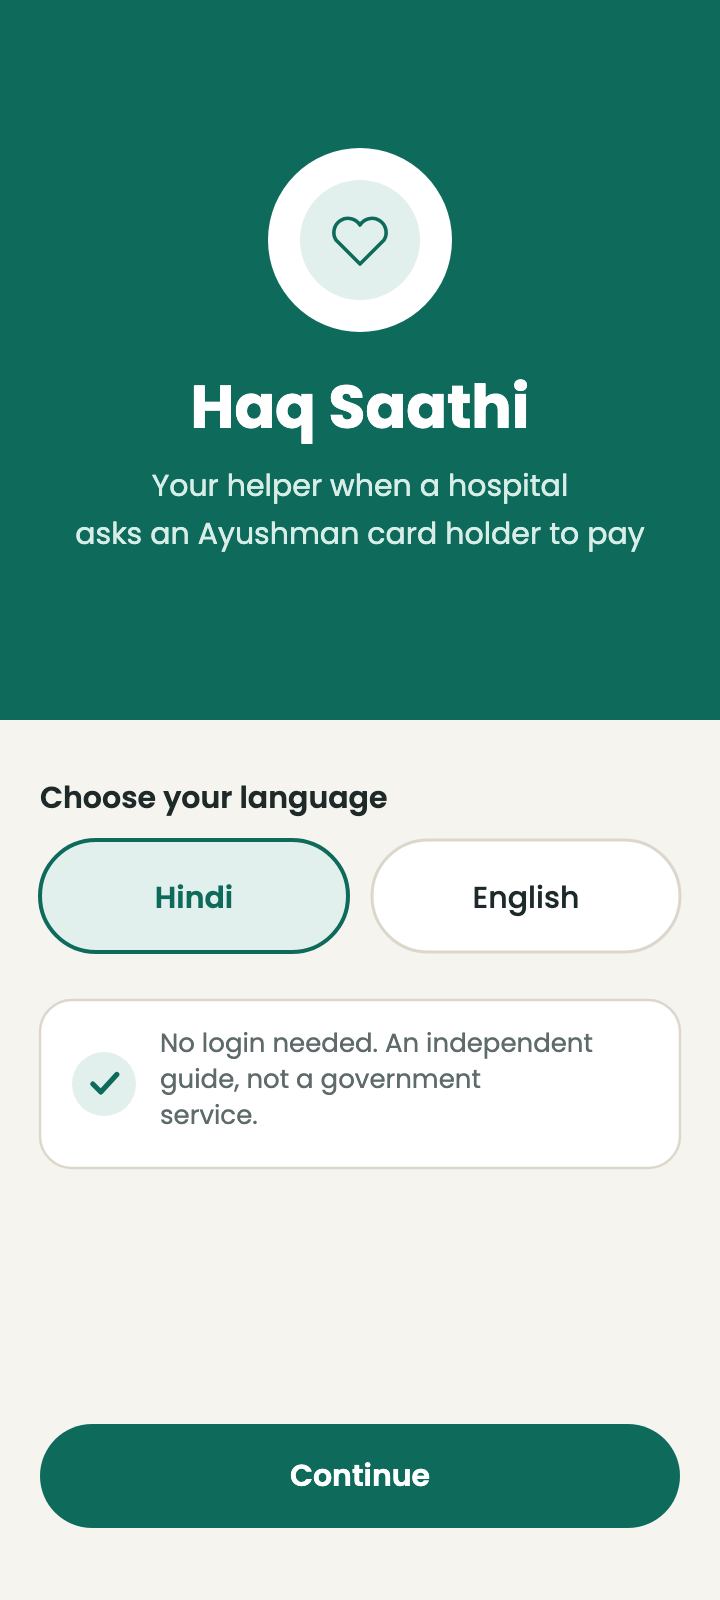 Haq Saathi
Your helper when a hospital
asks an Ayushman card holder to pay
Choose your language
Hindi
English
No login needed. An independent
guide, not a government
service.
Continue